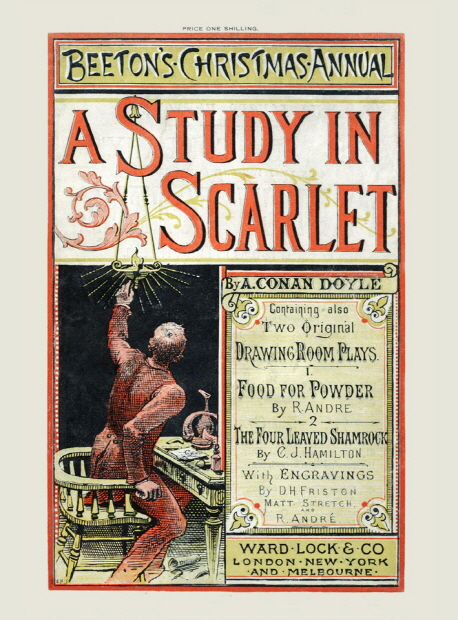 PRICE ONE SHILLING.
BEETON'S·CHRISTMAS·ANNUAL
A STUDY IN
SCARLET
By A. CONAN DOYLE
Containing also
Two Original
DRAWING ROOM PLAYS.
1.
FOOD FOR POWDER
By R. ANDRE
2
THE FOUR LEAVED SHAMROCK
By C. J. HAMILTON
With ENGRAVINGS
By D. H. FRISTON
MATT STRETCH.
AND
R. ANDRÉ
WARD·LOCK·&·CO
LONDON·NEW·YORK
·AND·MELBOURNE·